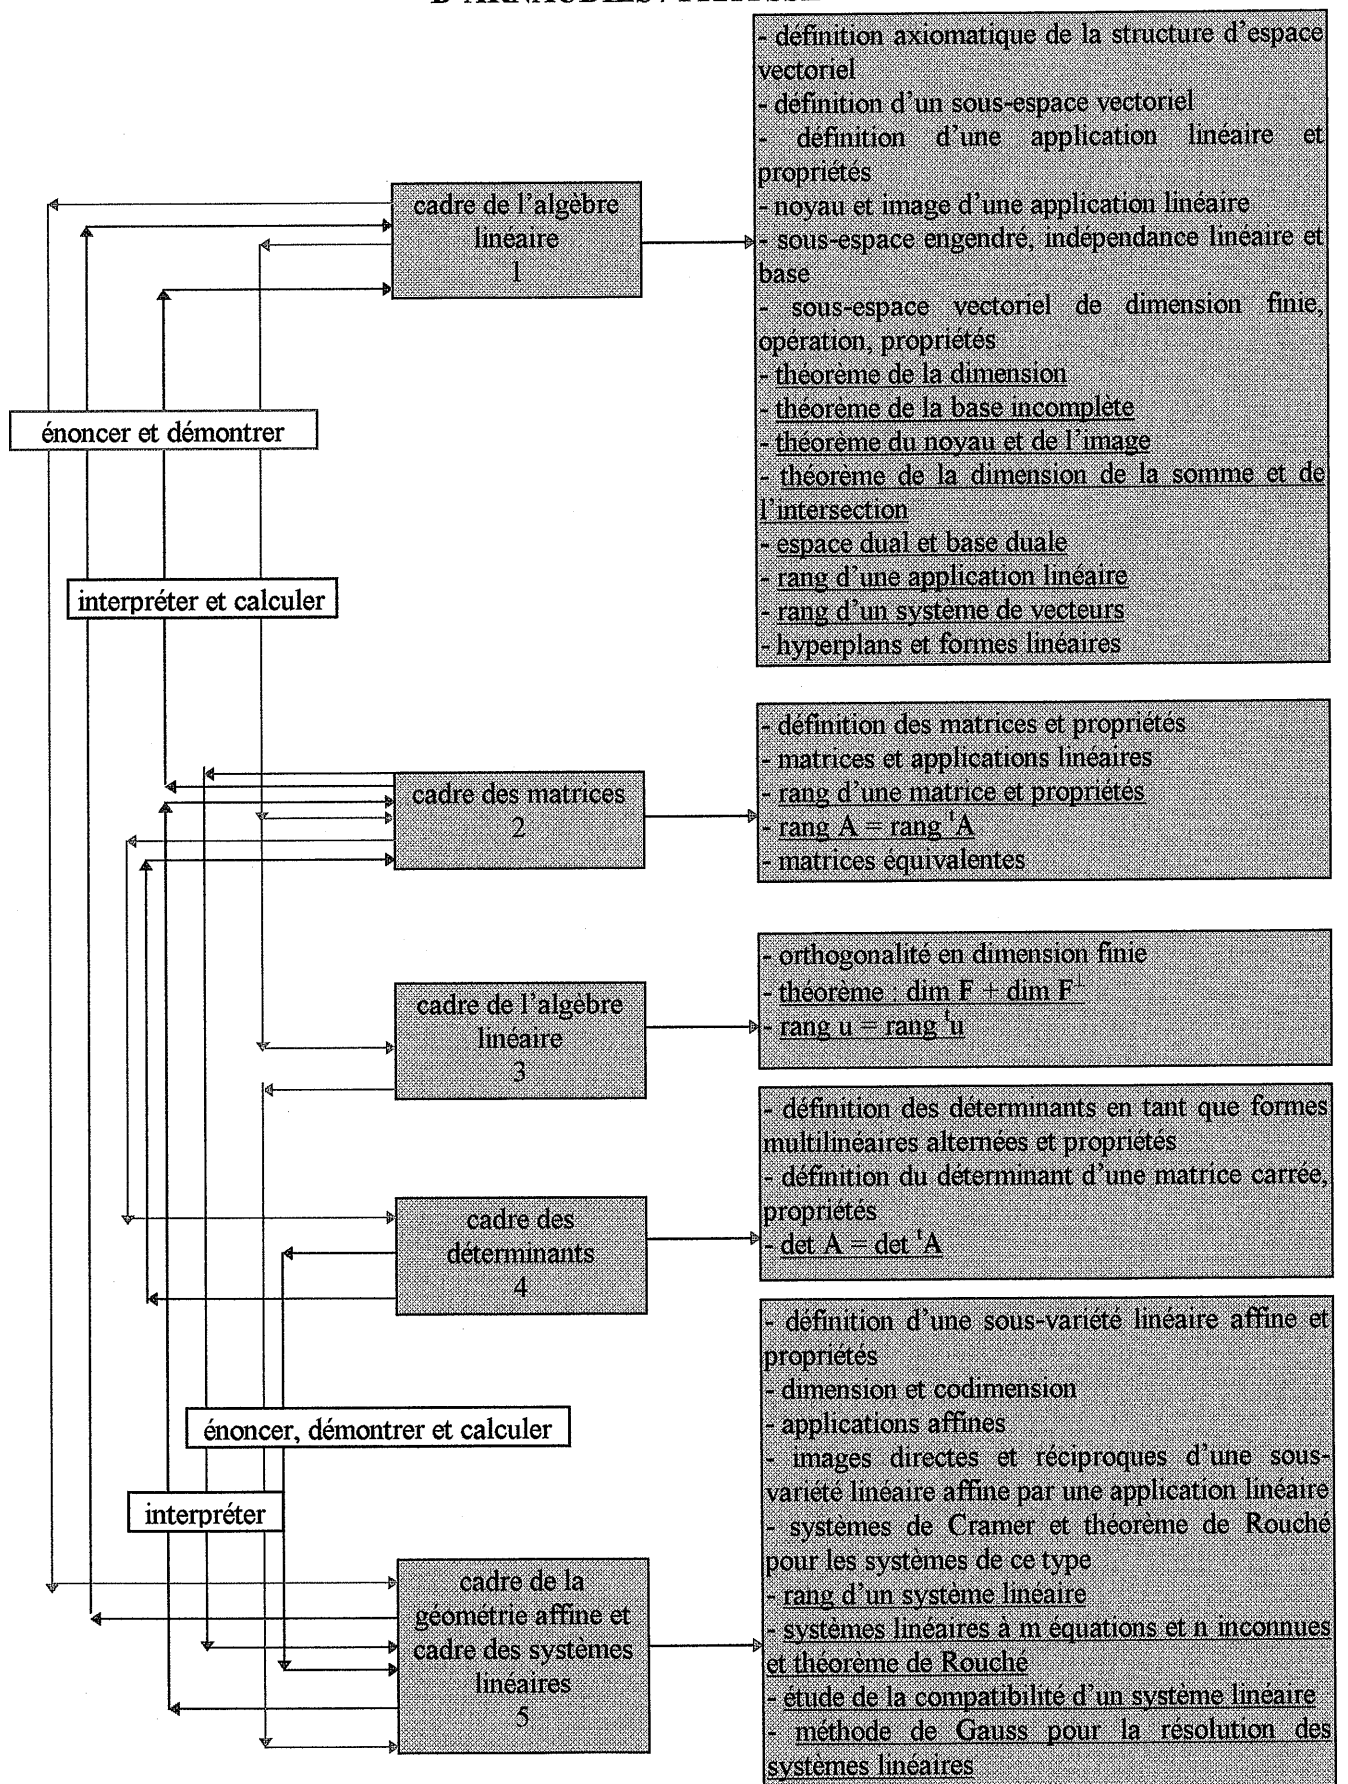 - définition axiomatique de la structure d'espace
vectoriel
- définition d'un sous-espace vectoriel
- définition d'une application linéaire et
propriétés
- noyau et image d'une application linéaire
- sous-espace engendré, indépendance linéaire et
base
- sous-espace vectoriel de dimension finie,
opération, propriétés
- théorème de la dimension
- théorème de la base incomplète
- théorème du noyau et de l'image
- théorème de la dimension de la somme et de
l'intersection
- espace dual et base duale
- rang d'une application linéaire
- rang d'un système de vecteurs
- hyperplans et formes linéaires
cadre de l'algèbre
linéaire
1
énoncer et démontrer
interpréter et calculer
cadre des matrices
2
- définition des matrices et propriétés
- matrices et applications linéaires
- rang d'une matrice et propriétés
- rang A = rang ᵗA
- matrices équivalentes
cadre de l'algèbre
linéaire
3
- orthogonalité en dimension finie
- théorème : dim F + dim F⊥
- rang u = rang ᵗu
cadre des
déterminants
4
- définition des déterminants en tant que formes
multilinéaires alternées et propriétés
- définition du déterminant d'une matrice carrée,
propriétés
- det A = det ᵗA
énoncer, démontrer et calculer
interpréter
cadre de la
géométrie affine et
cadre des systèmes
linéaires
5
- définition d'une sous-variété linéaire affine et
propriétés
- dimension et codimension
- applications affines
- images directes et réciproques d'une sous-
variété linéaire affine par une application linéaire
- systèmes de Cramer et théorème de Rouché
pour les systèmes de ce type
- rang d'un système linéaire
- systèmes linéaires à m équations et n inconnues
et théorème de Rouché
- étude de la compatibilité d'un système linéaire
- méthode de Gauss pour la résolution des
systèmes linéaires